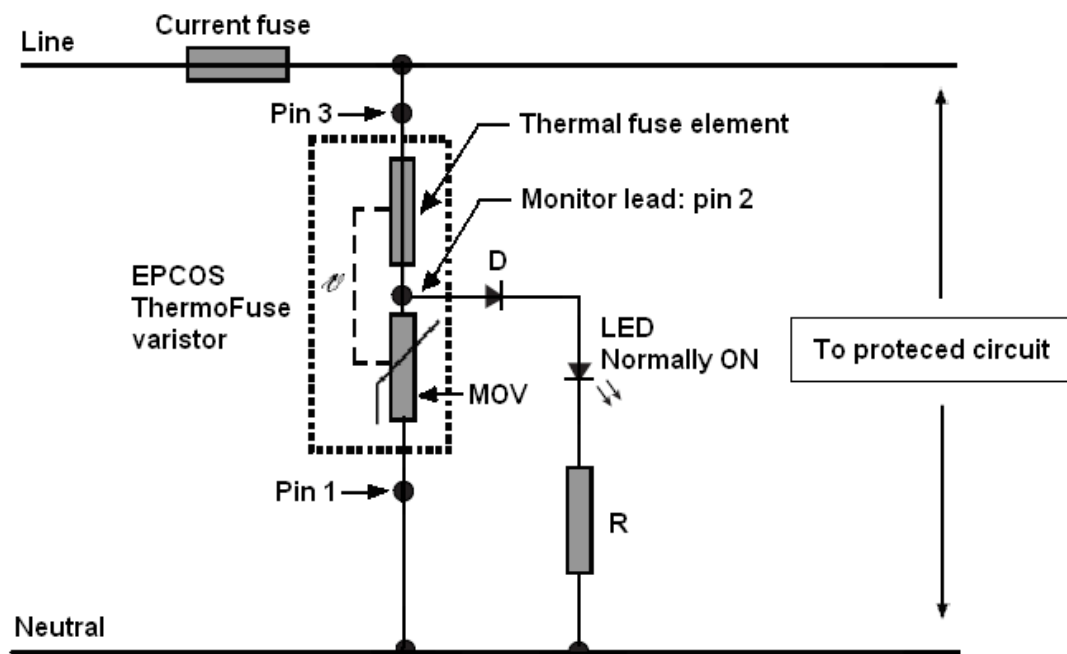 Current fuse
Line
Pin 3
Thermal fuse element
Monitor lead: pin 2
D
EPCOS
ThermoFuse
varistor
LED
Normally ON
To proteced circuit
MOV
Pin 1
R
Neutral